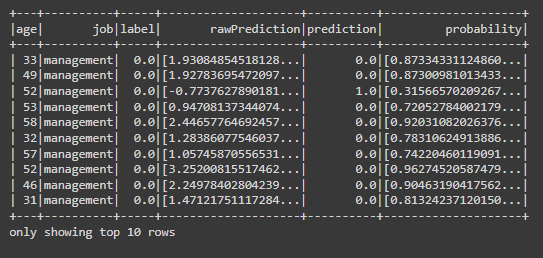 +---+----------+-----+--------------------+----------+--------------------+
|age|       job|label|       rawPrediction|prediction|         probability|
+---+----------+-----+--------------------+----------+--------------------+
| 33|management|  0.0|[1.93084854518128...|       0.0|[0.87334331124860...|
| 49|management|  0.0|[1.92783695472097...|       0.0|[0.87300981013433...|
| 52|management|  0.0|[-0.7737627890181...|       1.0|[0.31566570209267...|
| 53|management|  0.0|[0.94708137344074...|       0.0|[0.72052784002179...|
| 58|management|  0.0|[2.44657764692457...|       0.0|[0.92031082026376...|
| 32|management|  0.0|[1.28386077546037...|       0.0|[0.78310624913886...|
| 57|management|  0.0|[1.05745870556531...|       0.0|[0.74220460119091...|
| 52|management|  0.0|[3.25200815517462...|       0.0|[0.96274520587479...|
| 46|management|  0.0|[2.24978402804239...|       0.0|[0.90463190417562...|
| 31|management|  0.0|[1.47121751117284...|       0.0|[0.81324237120150...|
+---+----------+-----+--------------------+----------+--------------------+
only showing top 10 rows